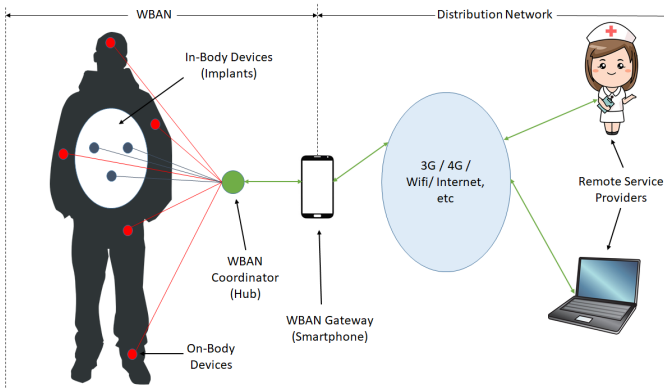 WBAN
Distribution Network
In-Body Devices
(Implants)
3G / 4G /
Wifi/ Internet,
etc
Remote Service
Providers
WBAN
Coordinator
(Hub)
WBAN Gateway
(Smartphone)
On-Body
Devices